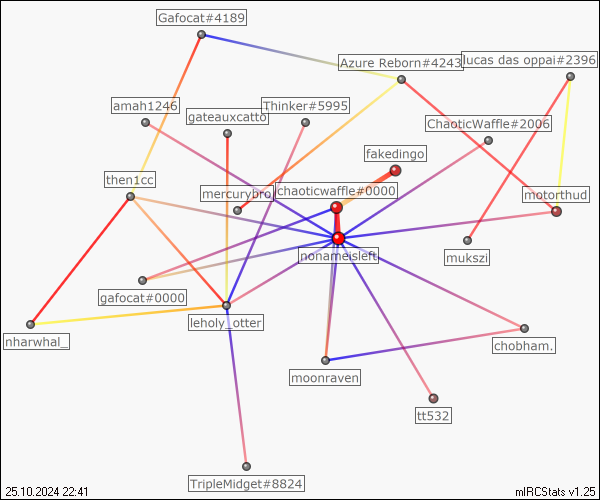 Gafocat#4189
Azure Reborn#4243
lucas das oppai#2396
amah1246
gateauxcatto
Thinker#5995
ChaoticWaffle#2006
fakedingo
then1cc
mercurybro
chaoticwaffle#0000
motorthud
nonameisleft
mukszi
gafocat#0000
leholy_otter
nharwhal_
chobham.
moonraven
tt532
TripleMidget#8824
25.10.2024 22:41
mIRCStats v1.25